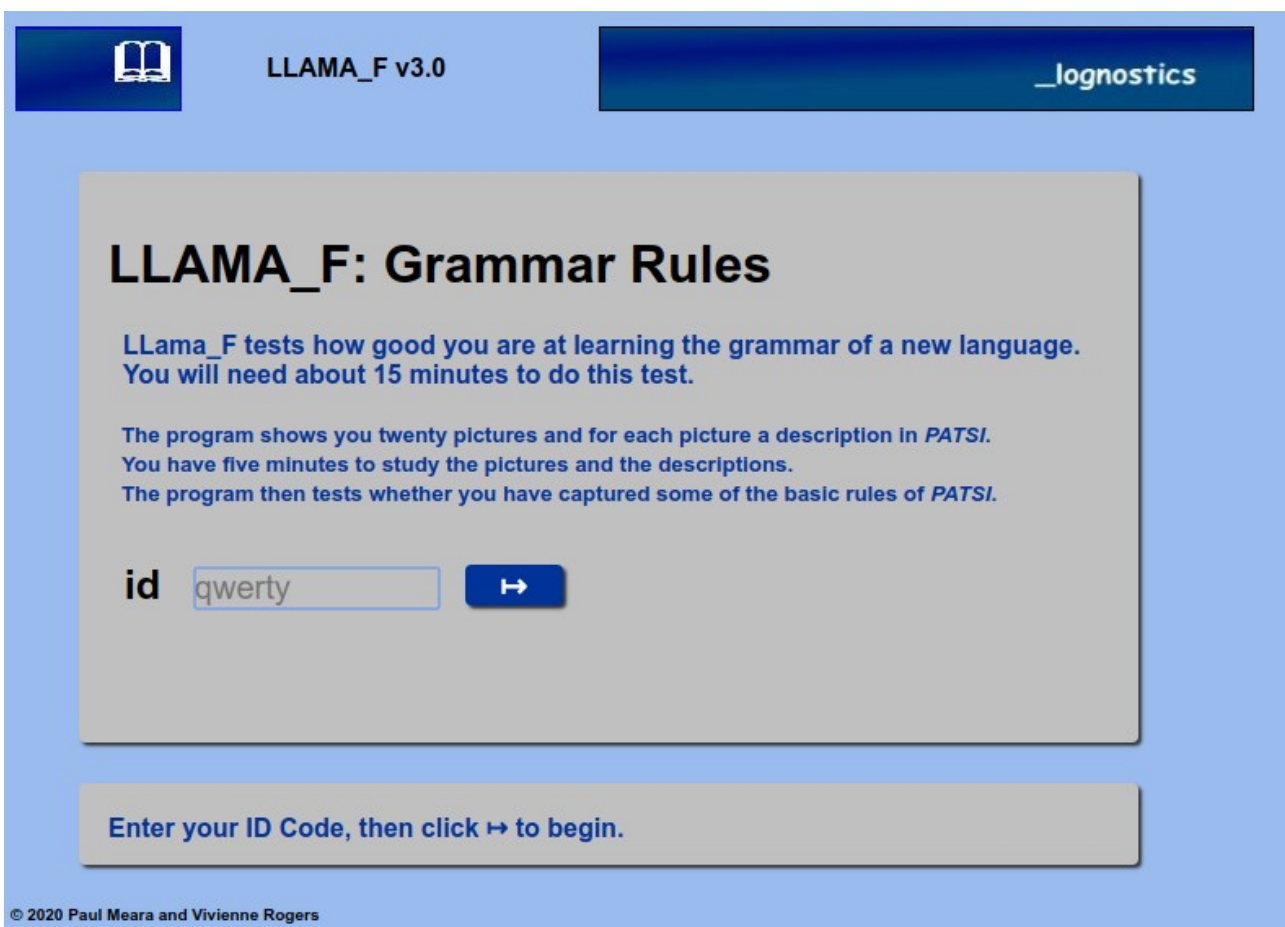 LLAMA_F v3.0
_lognostics
LLAMA_F: Grammar Rules
LLama_F tests how good you are at learning the grammar of a new language.
You will need about 15 minutes to do this test.
The program shows you twenty pictures and for each picture a description in PATSI.
You have five minutes to study the pictures and the descriptions.
The program then tests whether you have captured some of the basic rules of PATSI.
id qwerty ↦
Enter your ID Code, then click ↦ to begin.
© 2020 Paul Meara and Vivienne Rogers